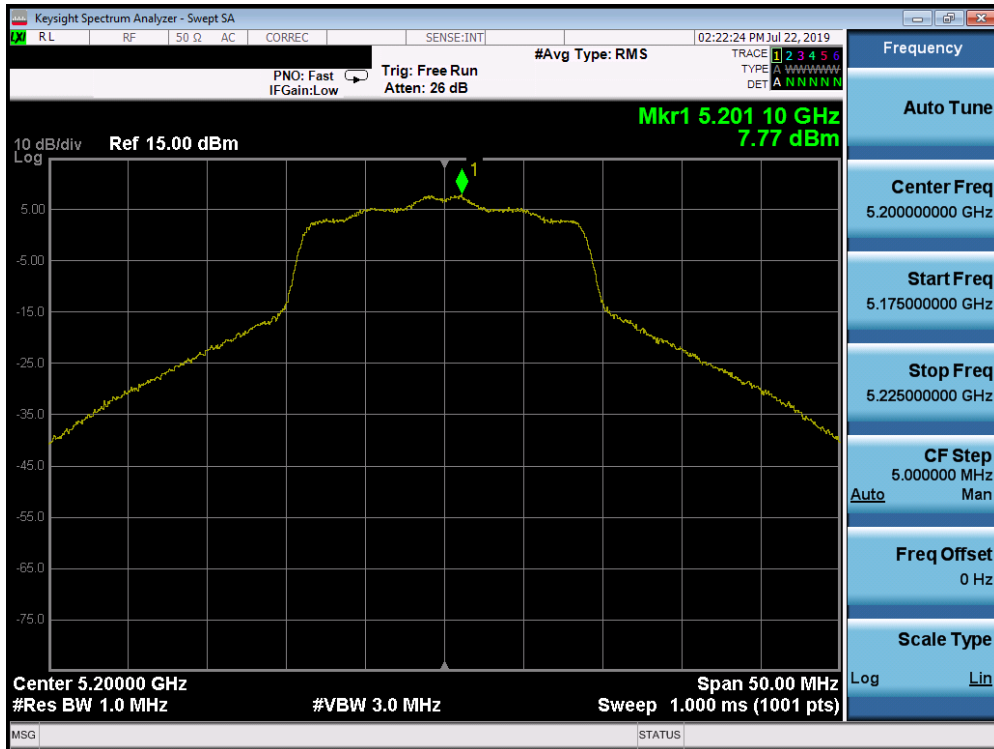 Keysight Spectrum Analyzer - Swept SA
LXI RL RF 50 Ω AC CORREC SENSE:INT 02:22:24 PM Jul 22, 2019
#Avg Type: RMS
TRACE 1 2 3 4 5 6
TYPE A WWWWW
DET A N N N N N
PNO: Fast
IFGain:Low
Trig: Free Run
Atten: 26 dB
Mkr1 5.201 10 GHz
7.77 dBm
10 dB/div
Log
Ref 15.00 dBm
1
5.00
-5.00
-15.0
-25.0
-35.0
-45.0
-55.0
-65.0
-75.0
Center 5.20000 GHz
Span 50.00 MHz
#Res BW 1.0 MHz
#VBW 3.0 MHz
Sweep 1.000 ms (1001 pts)
MSG
STATUS
Frequency
Auto Tune
Center Freq
5.200000000 GHz
Start Freq
5.175000000 GHz
Stop Freq
5.225000000 GHz
CF Step
5.000000 MHz
Auto Man
Freq Offset
0 Hz
Scale Type
Log Lin